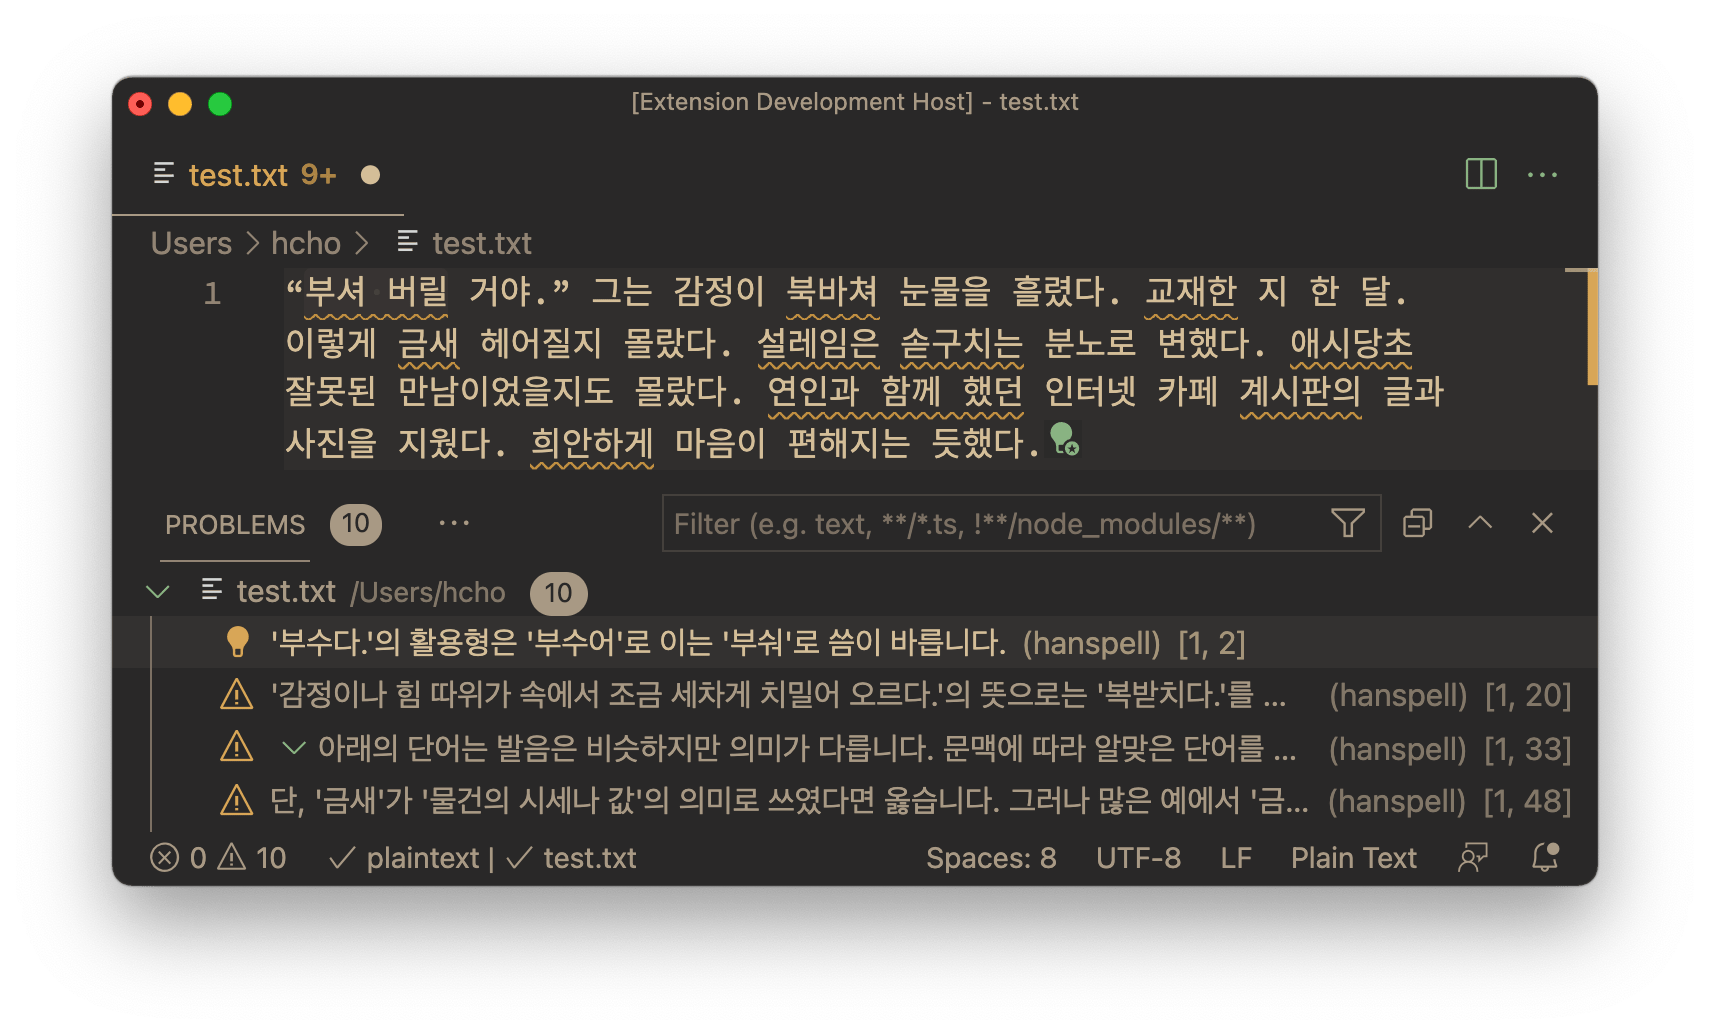 [Extension Development Host] - test.txt
test.txt 9+
Users > hcho > test.txt
1 “부셔 버릴 거야.” 그는 감정이 북바쳐 눈물을 흘렸다. 교재한 지 한 달.
이렇게 금새 헤어질지 몰랐다. 설레임은 솓구치는 분노로 변했다. 애시당초
잘못된 만남이었을지도 몰랐다. 연인과 함께 했던 인터넷 카페 계시판의 글과
사진을 지웠다. 희안하게 마음이 편해지는 듯했다.
PROBLEMS 10 ... Filter (e.g. text, **/*.ts, !**/node_modules/**)
test.txt /Users/hcho 10
'부수다.'의 활용형은 '부수어'로 이는 '부숴'로 씀이 바릅니다. (hanspell) [1, 2]
'감정이나 힘 따위가 속에서 조금 세차게 치밀어 오르다.'의 뜻으로는 '복받치다.'를 ... (hanspell) [1, 20]
아래의 단어는 발음은 비슷하지만 의미가 다릅니다. 문맥에 따라 알맞은 단어를 ... (hanspell) [1, 33]
단, '금새'가 '물건의 시세나 값'의 의미로 쓰였다면 옳습니다. 그러나 많은 예에서 '금... (hanspell) [1, 48]
0 10 ✓ plaintext | ✓ test.txt Spaces: 8 UTF-8 LF Plain Text